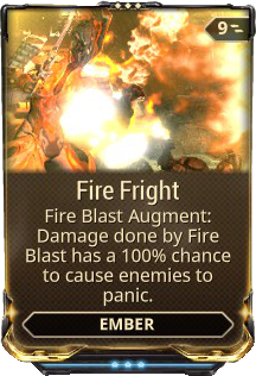 9
Fire Fright
Fire Blast Augment:
Damage done by Fire
Blast has a 100% chance
to cause enemies to
panic.
EMBER